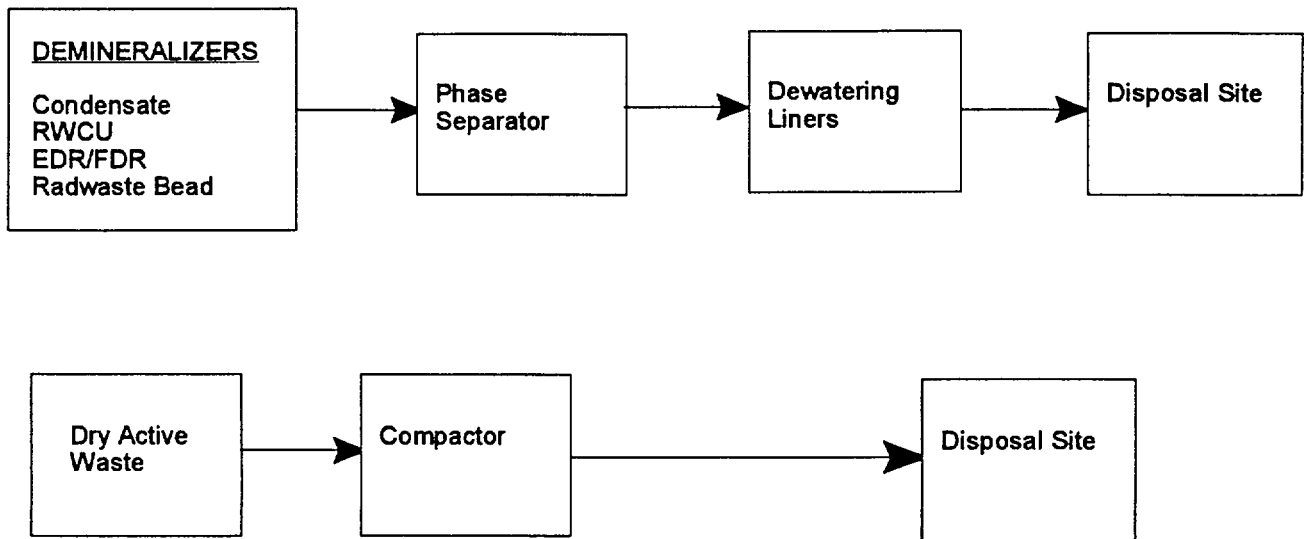 DEMINERALIZERS
Condensate
RWCU
EDR/FDR
Radwaste Bead
Phase
Separator
Dewatering
Liners
Disposal Site
Dry Active
Waste
Compactor
Disposal Site